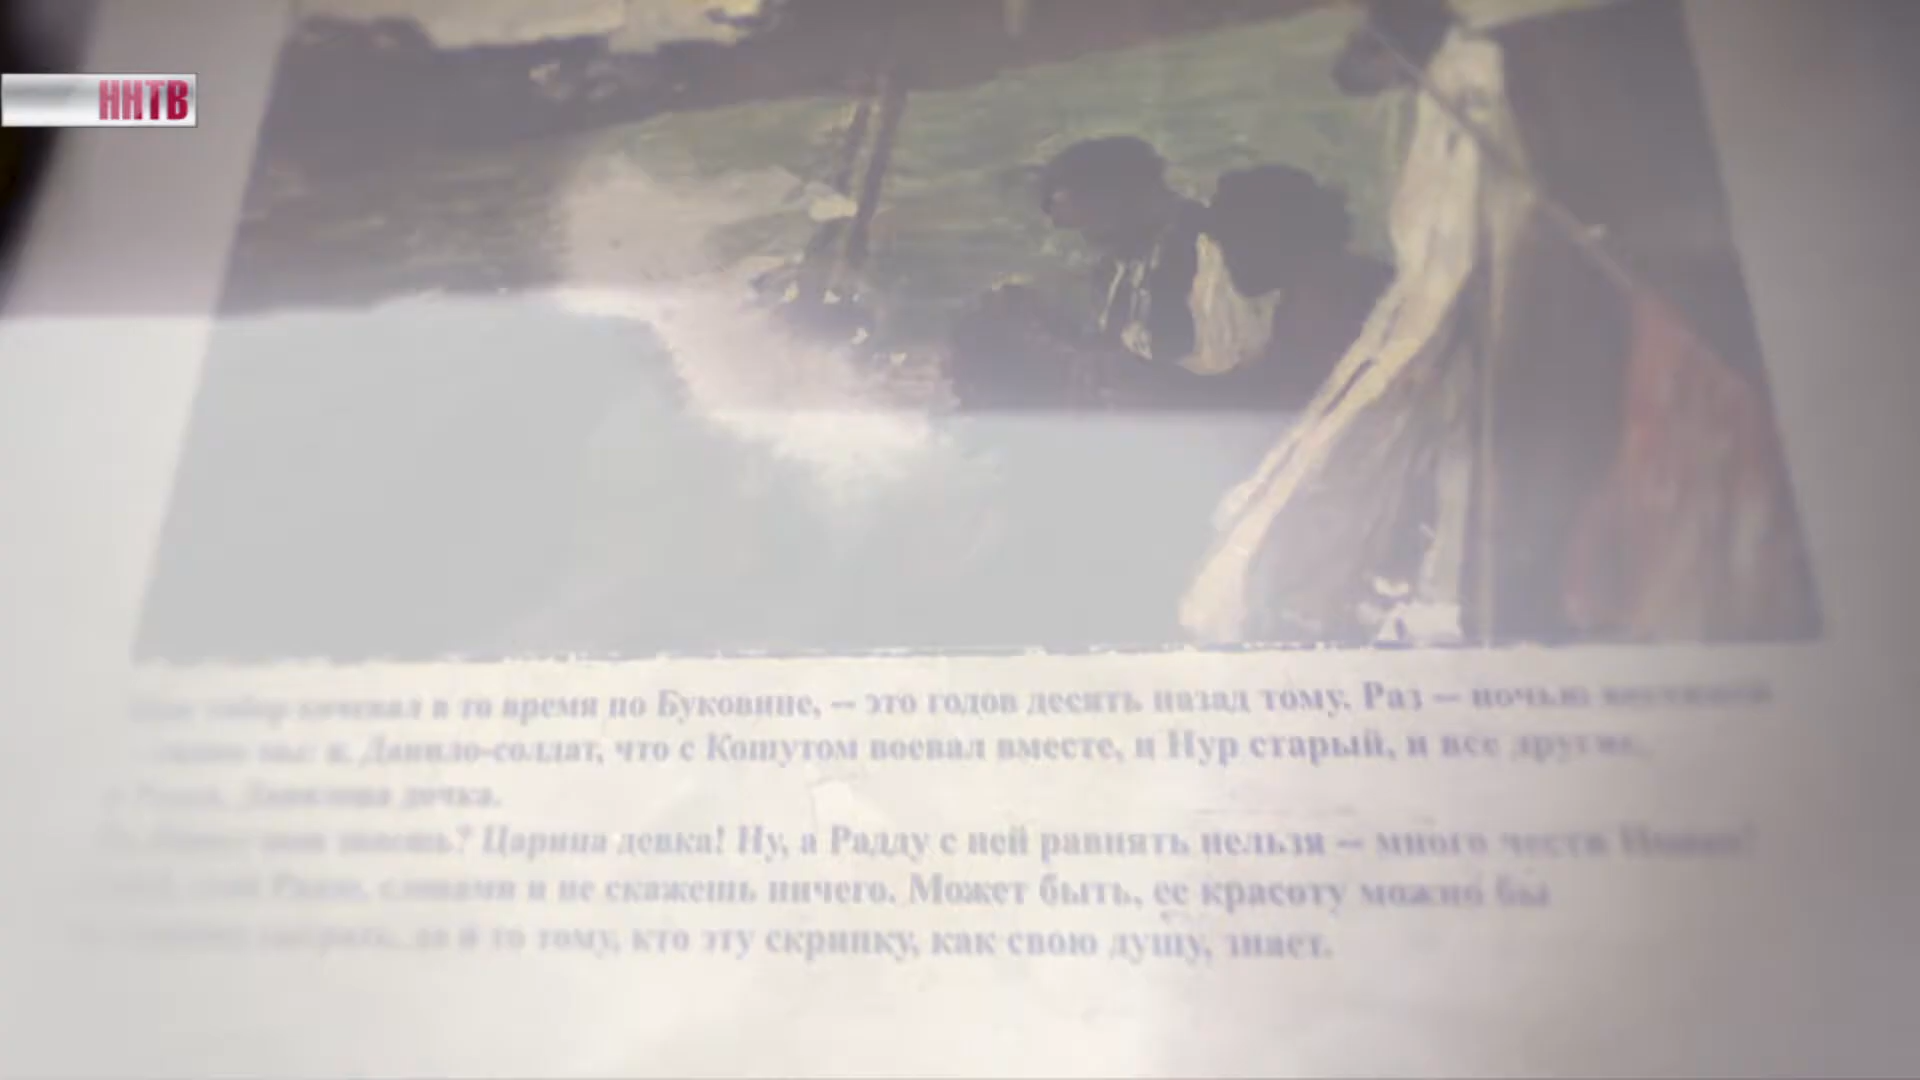 ННТВ
в то время по Буковине, — это годов десять назад тому. Раз — ночью
Данило-солдат, что с Кошутом воевал вместе, и Нур старый, и все другие,
дочка.
знаешь? Царица девка! Ну, а Радду с ней равнять нельзя — много чести
словами и не скажешь ничего. Может быть, ее красоту можно бы
да и то тому, кто эту скрипку, как свою душу, знает.